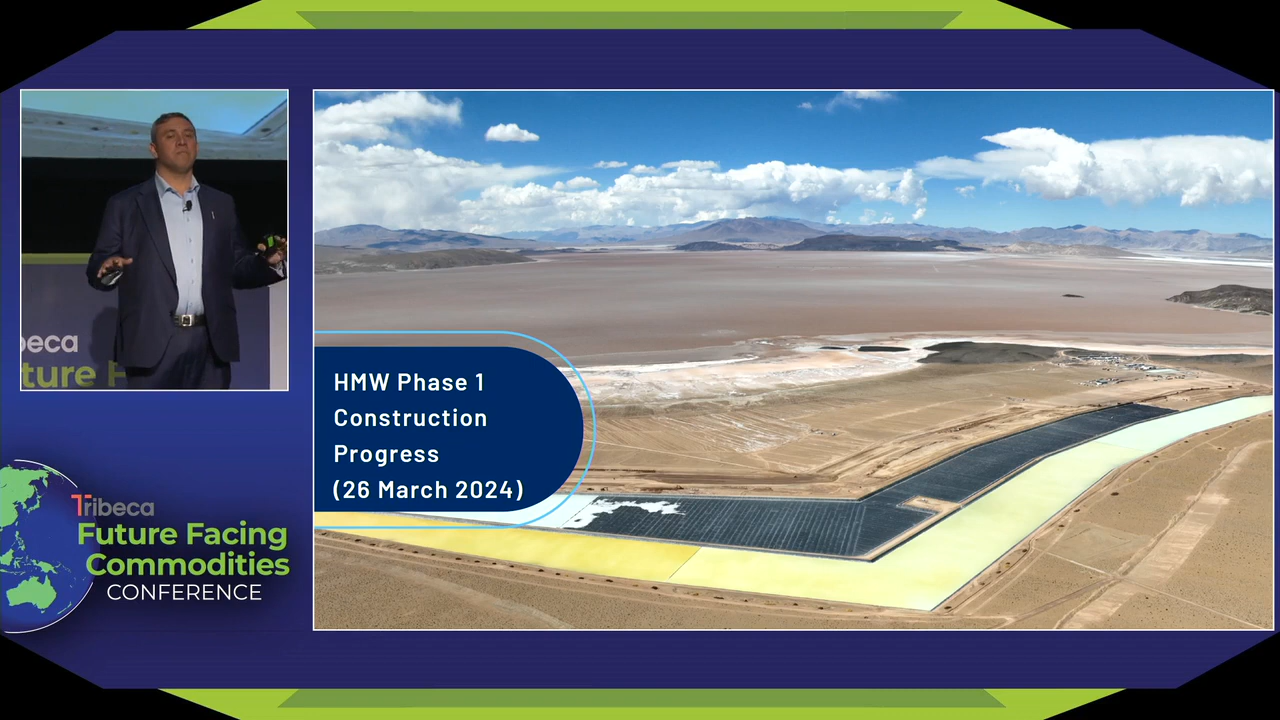 beca
ture F
HMW Phase 1
Construction
Progress
(26 March 2024)
Tribeca
Future Facing
Commodities
CONFERENCE